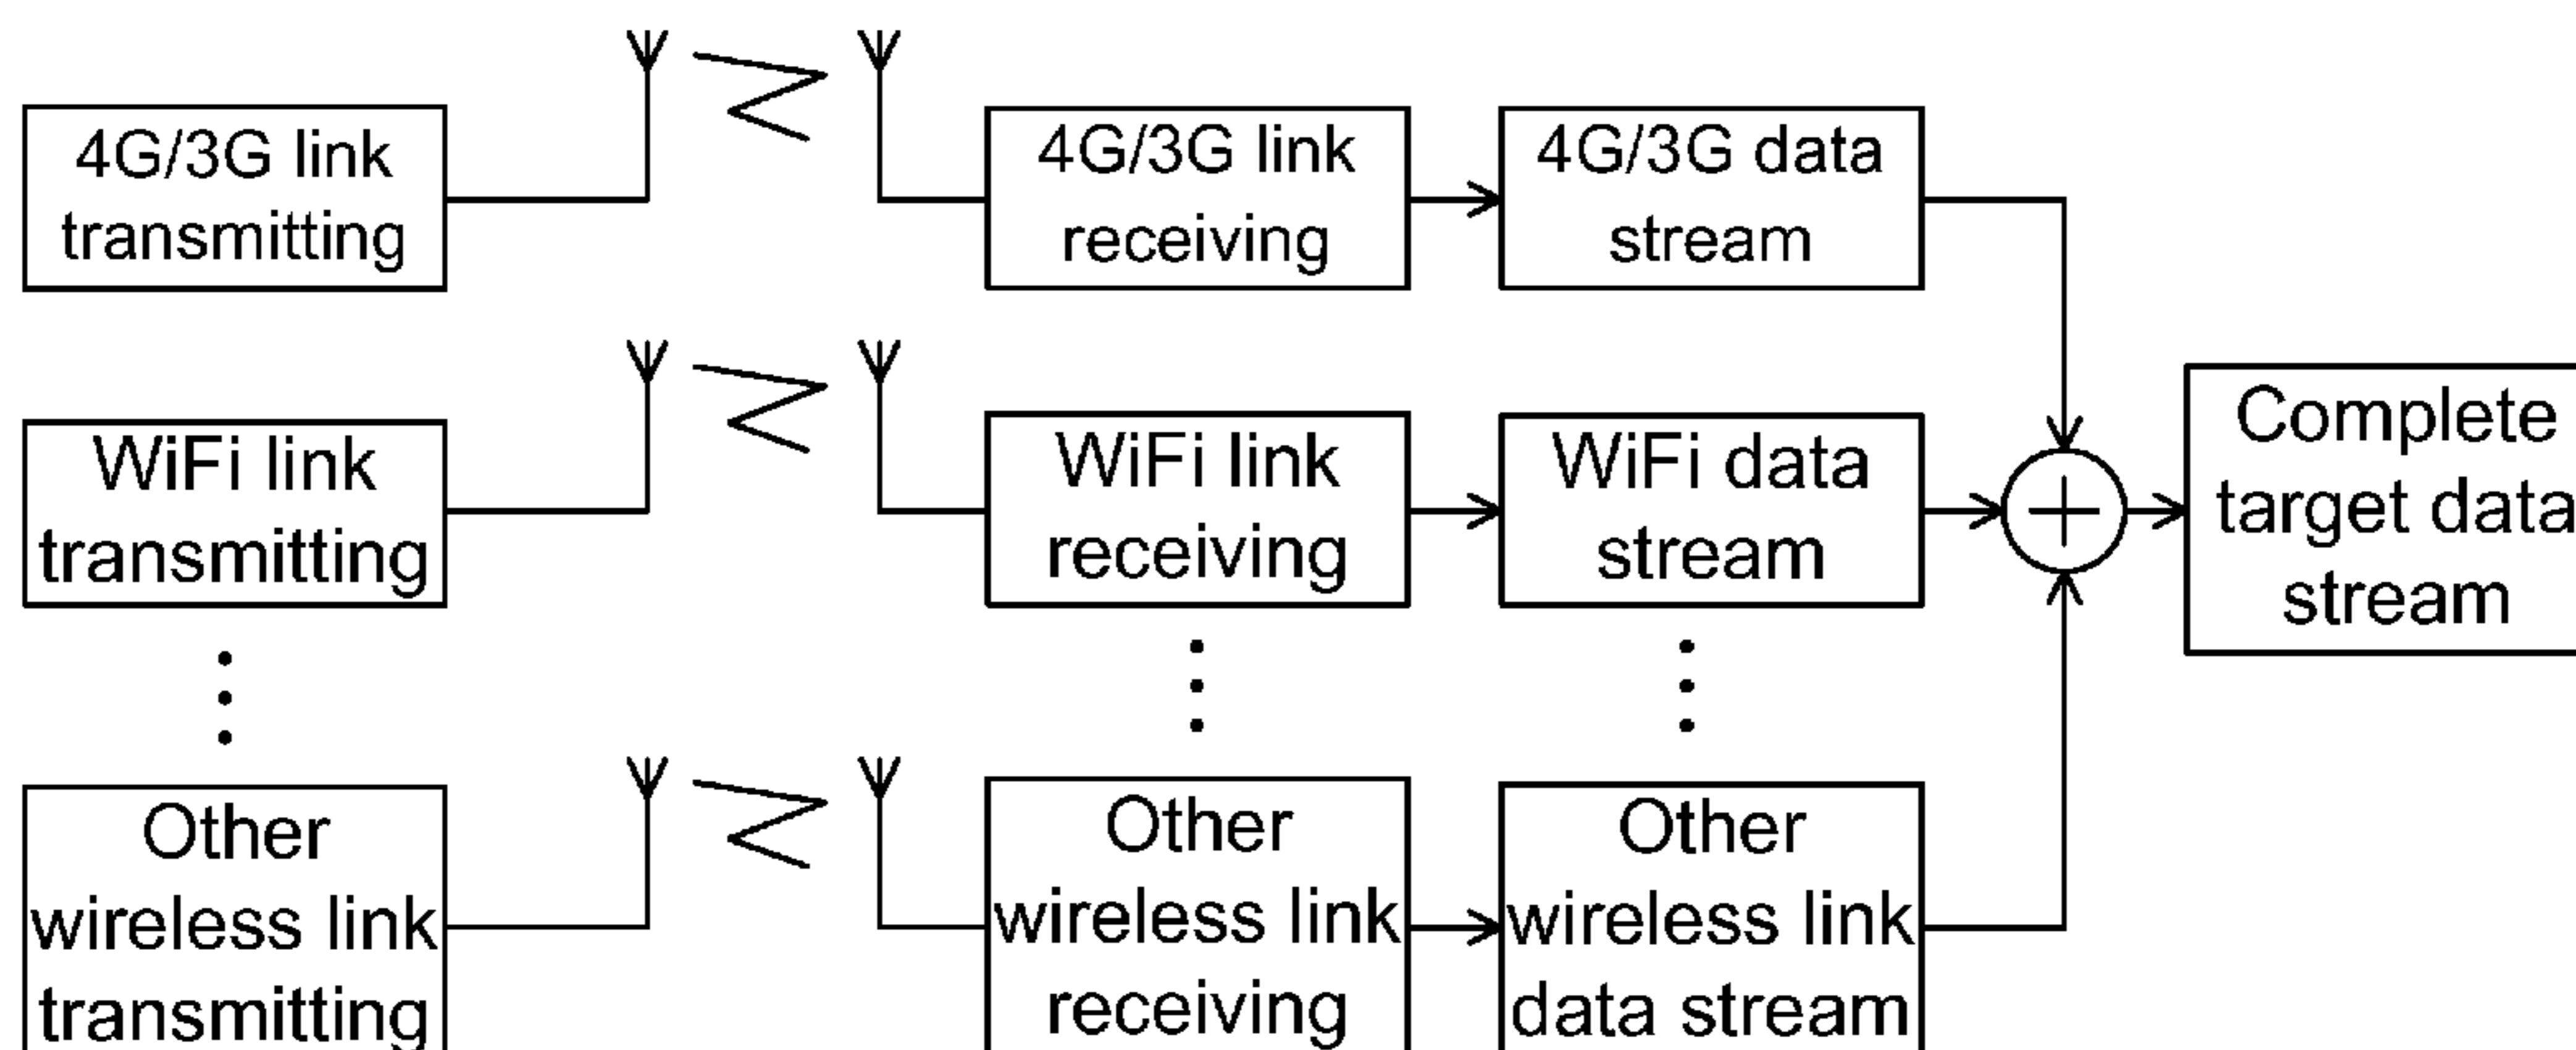 4G/3G link
transmitting
4G/3G link
receiving
4G/3G data
stream
WiFi link
transmitting
WiFi link
receiving
WiFi data
stream
Complete
target data
stream
Other
wireless link
transmitting
Other
wireless link
receiving
Other
wireless link
data stream